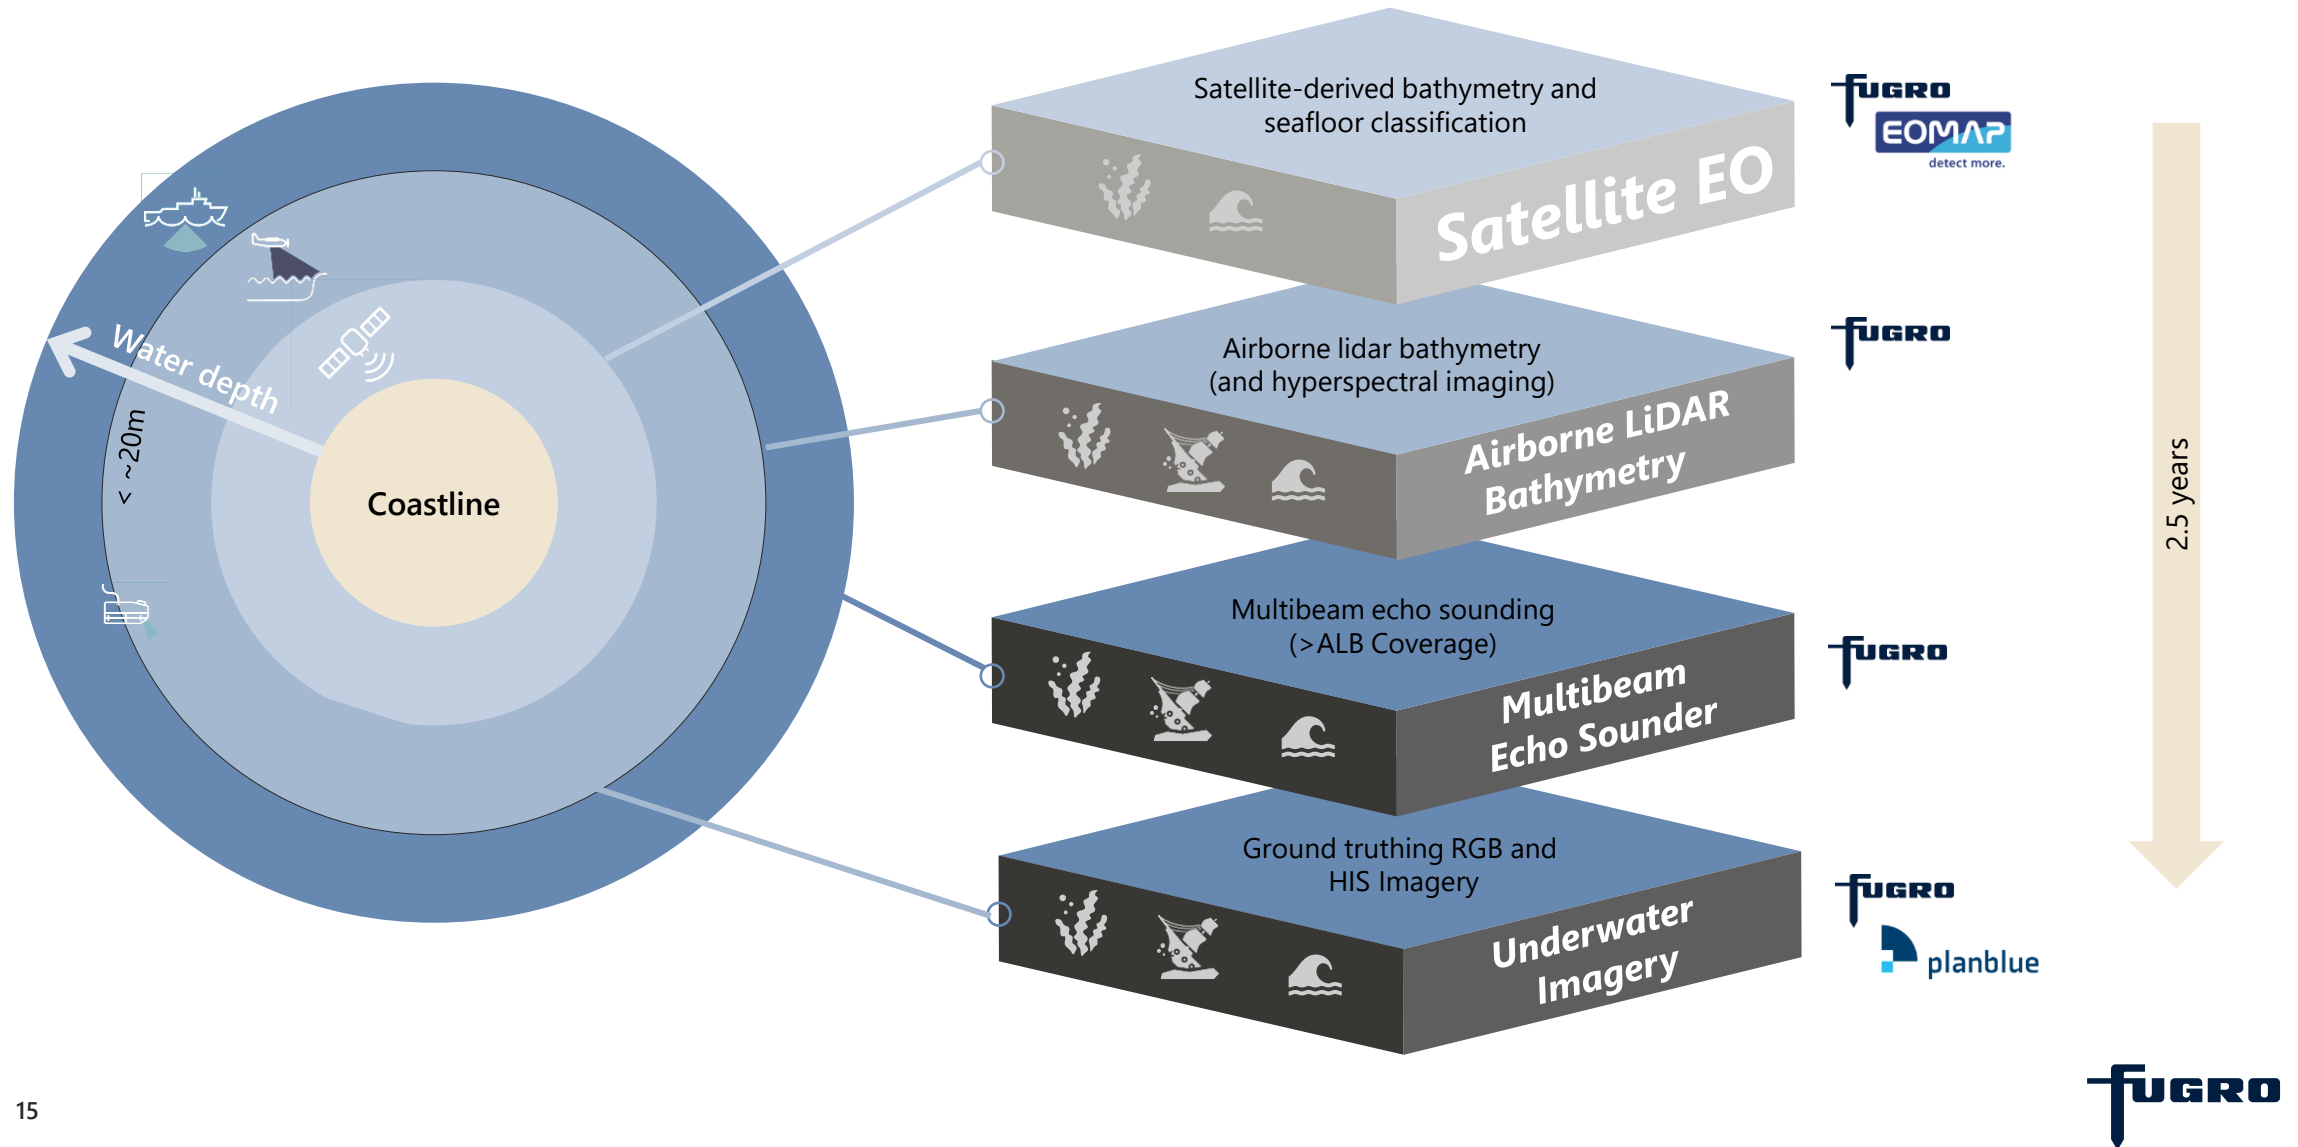 Water depth
< ~20m
Coastline
Satellite-derived bathymetry and
seafloor classification
Satellite EO
FUGRO
EOMAP
detect more.
Airborne lidar bathymetry
(and hyperspectral imaging)
Airborne LiDAR
Bathymetry
FUGRO
Multibeam echo sounding
(>ALB Coverage)
Multibeam
Echo Sounder
FUGRO
Ground truthing RGB and
HIS Imagery
Underwater
Imagery
FUGRO
planblue
2.5 years
15
FUGRO